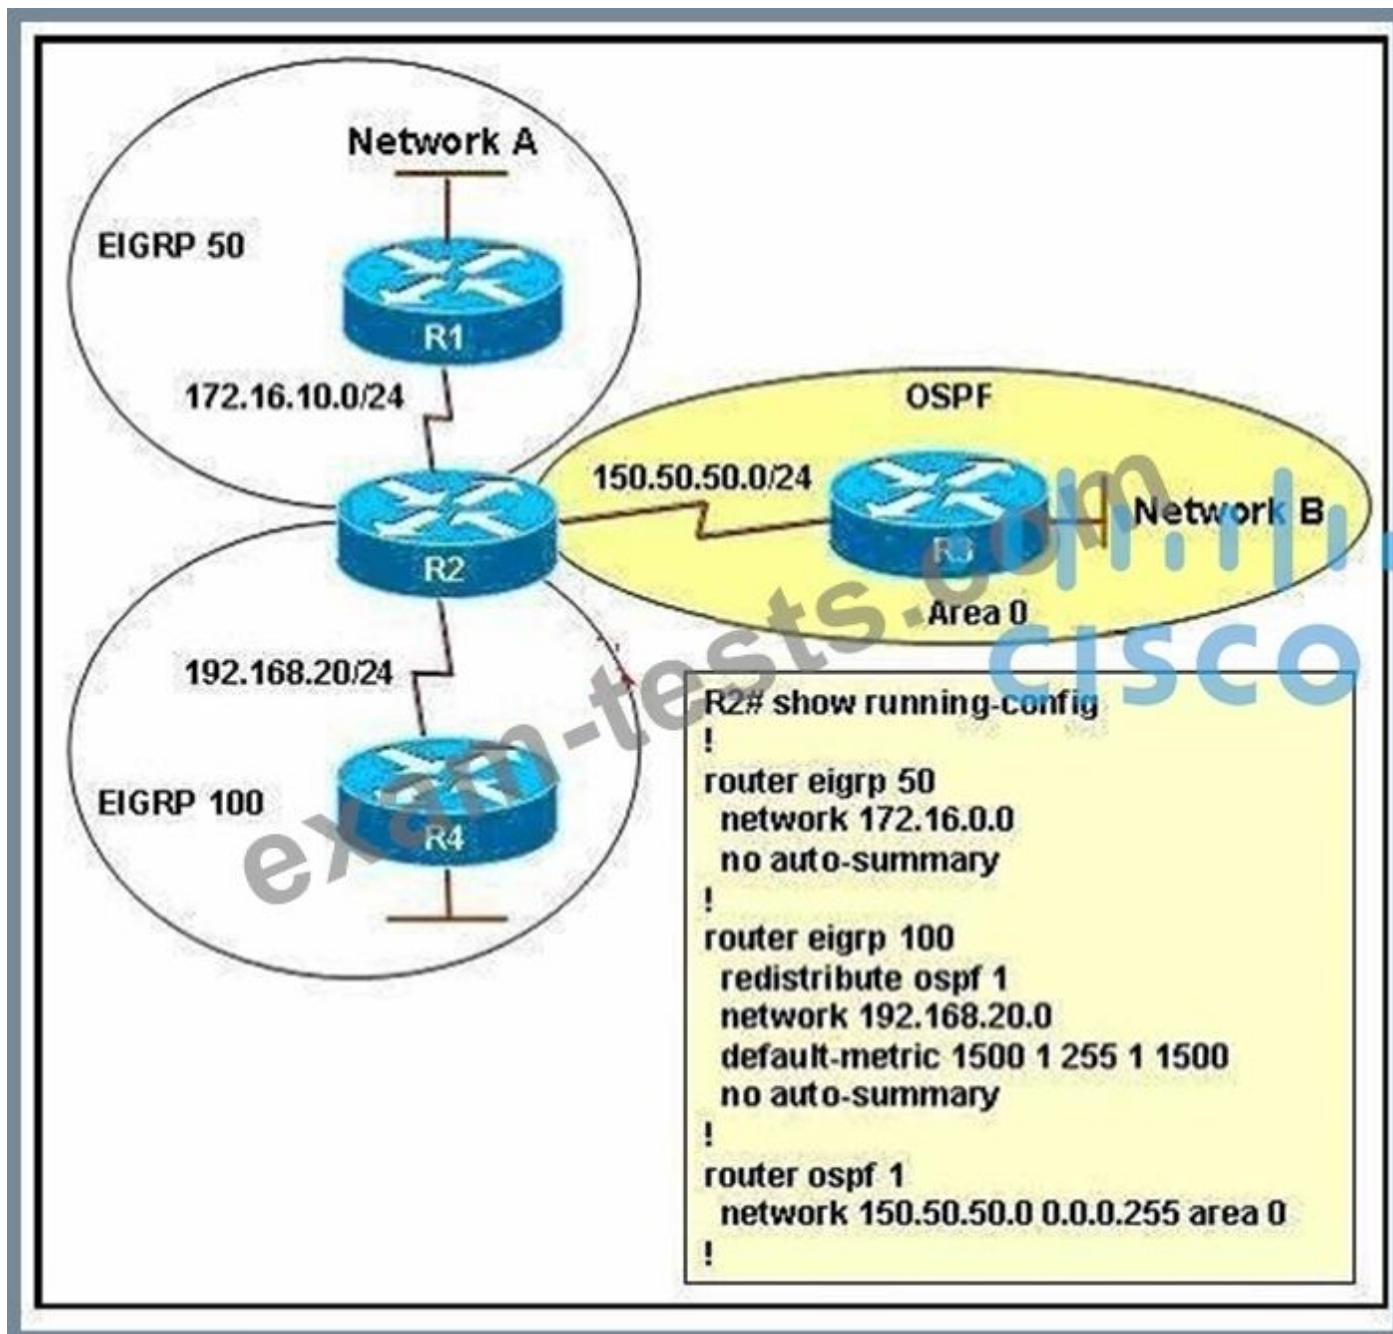 Network A
EIGRP 50
R1
172.16.10.0/24
OSPF
150.50.50.0/24
Network B
R2
R3
Area 0
192.168.20/24
EIGRP 100
R4
exam-tests.com
CISCO
R2# show running-config
!
router eigrp 50
network 172.16.0.0
no auto-summary
!
router eigrp 100
redistribute ospf 1
network 192.168.20.0
default-metric 1500 1 255 1 1500
no auto-summary
!
router ospf 1
network 150.50.50.0 0.0.0.255 area 0
!